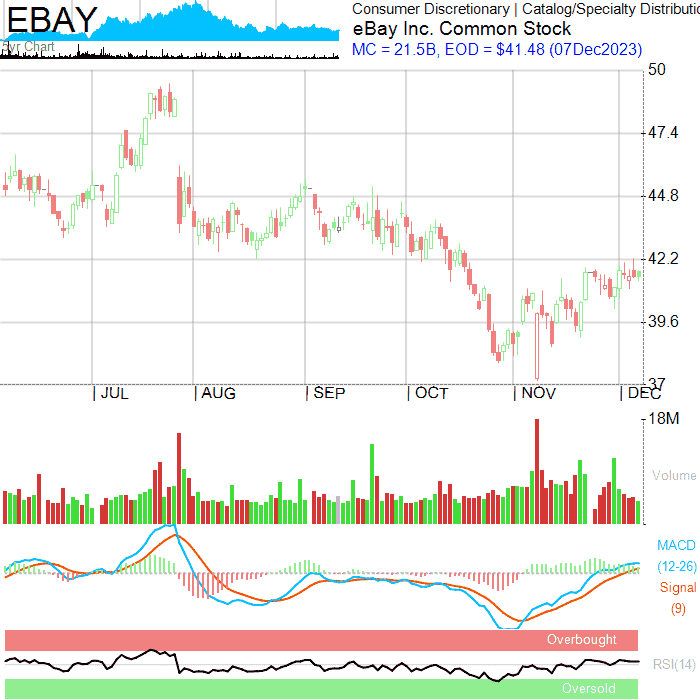 EBAY
5yr Chart
Consumer Discretionary | Catalog/Specialty Distributio
eBay Inc. Common Stock
MC = 21.5B, EOD = $41.48 (07Dec2023)
50
47.4
44.8
42.2
39.6
37
JUL AUG SEP OCT NOV DEC
18M
Volume
MACD
(12-26)
Signal
(9)
Overbought
RSI(14)
Oversold